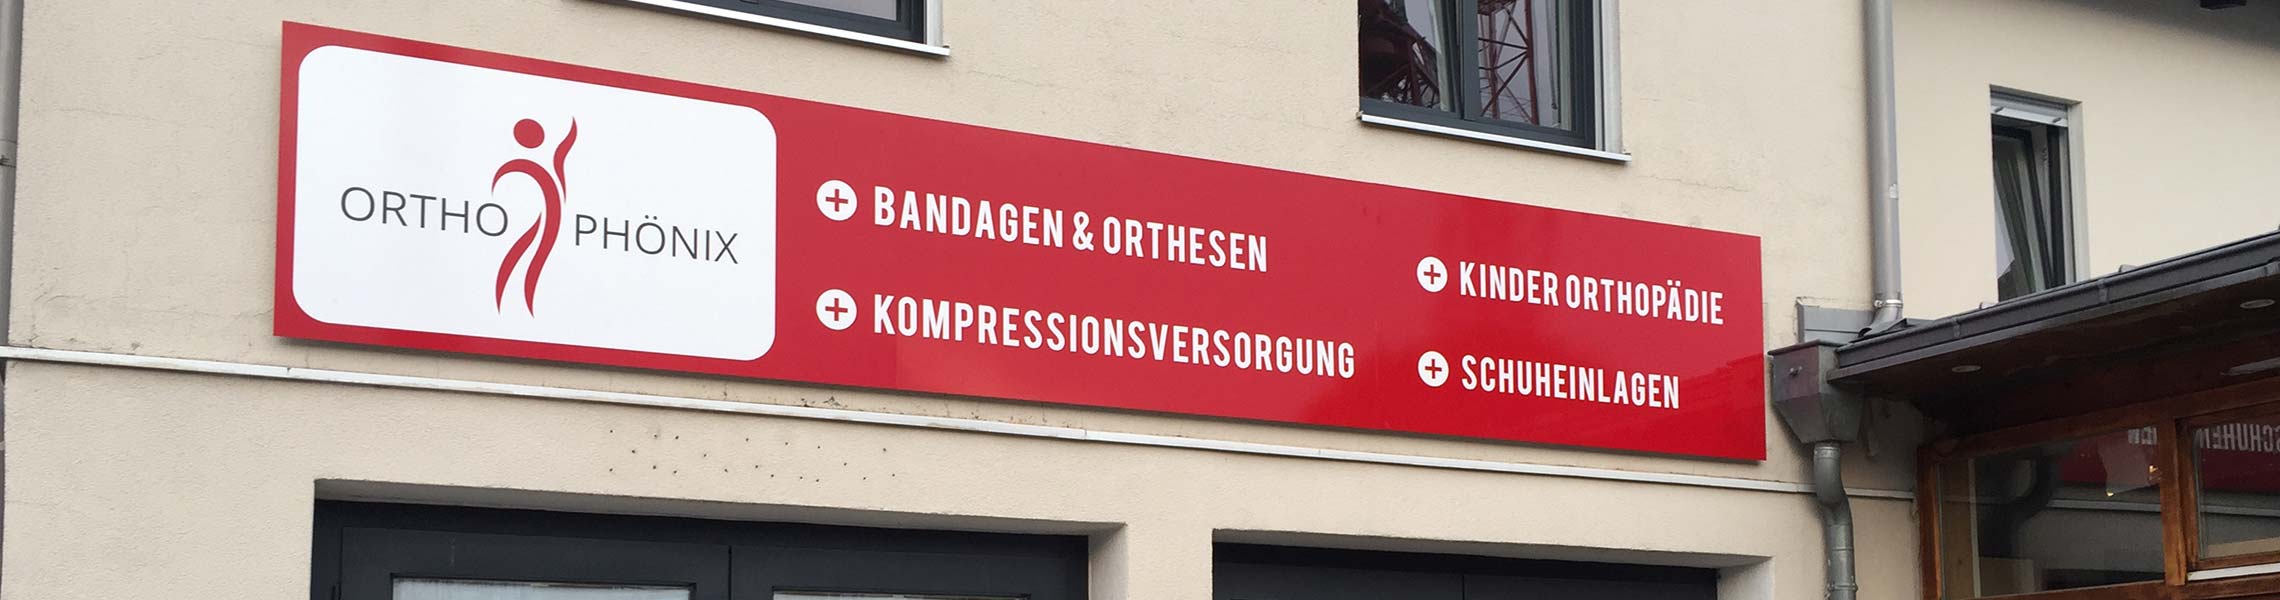 ORTHO PHÖNIX
BANDAGEN & ORTHESEN
KOMPRESSIONSVERSORGUNG
KINDER ORTHOPÄDIE
SCHUHEINLAGEN